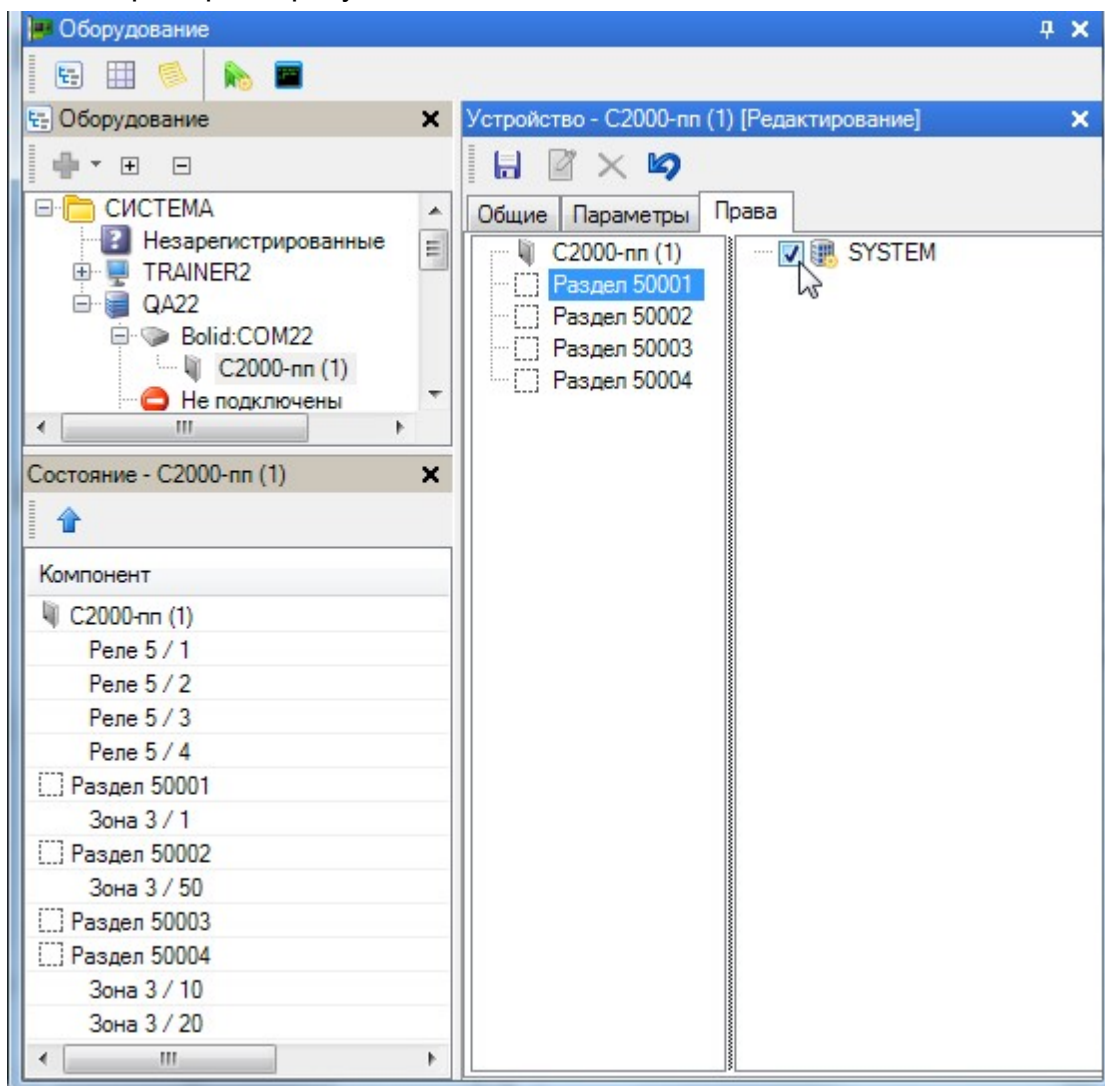 Оборудование
Оборудование
СИСТЕМА
Незарегистрированные
TRAINER2
QA22
Bolid:COM22
С2000-пп (1)
Не подключены
Состояние - С2000-пп (1)
Компонент
С2000-пп (1)
Реле 5 / 1
Реле 5 / 2
Реле 5 / 3
Реле 5 / 4
Раздел 50001
Зона 3 / 1
Раздел 50002
Зона 3 / 50
Раздел 50003
Раздел 50004
Зона 3 / 10
Зона 3 / 20
Устройство - С2000-пп (1) [Редактирование]
Общие Параметры Права
С2000-пп (1)
Раздел 50001
Раздел 50002
Раздел 50003
Раздел 50004
SYSTEM